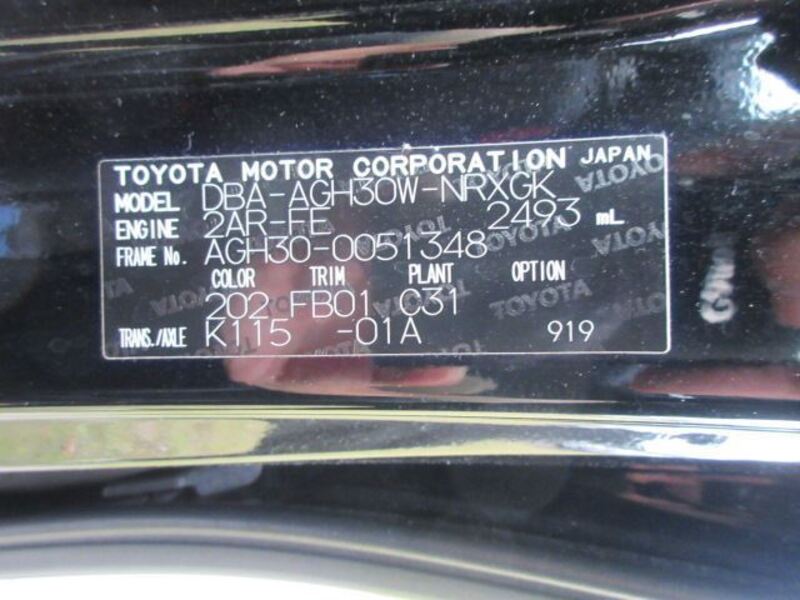 TOYOTA MOTOR CORPORATION JAPAN
MODEL DBA-AGH30W-NRXGK
ENGINE 2AR-FE 2493 mL
FRAME No. AGH30-0051348
COLOR TRIM PLANT OPTION
202 FB01 C31
TRANS./AXLE K115 -01A 919